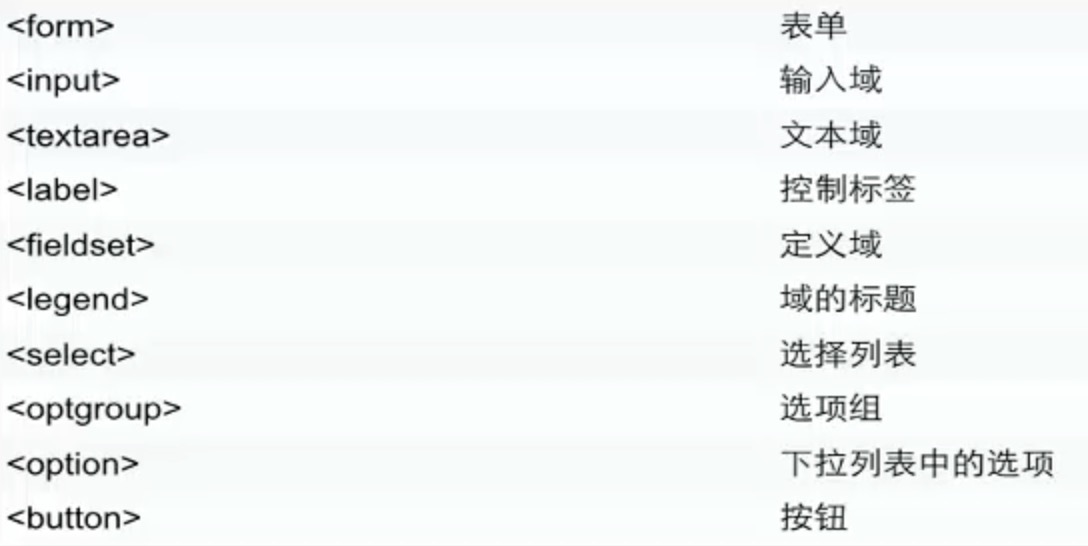 <form> 表单
<input> 输入域
<textarea> 文本域
<label> 控制标签
<fieldset> 定义域
<legend> 域的标题
<select> 选择列表
<optgroup> 选项组
<option> 下拉列表中的选项
<button> 按钮